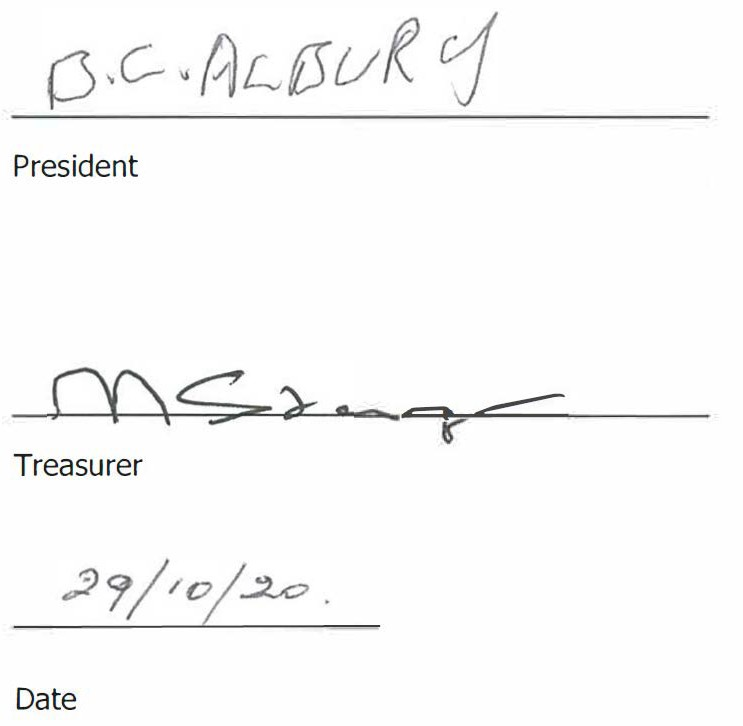 B.C. ALBURY
President
Treasurer
29/10/20.
Date